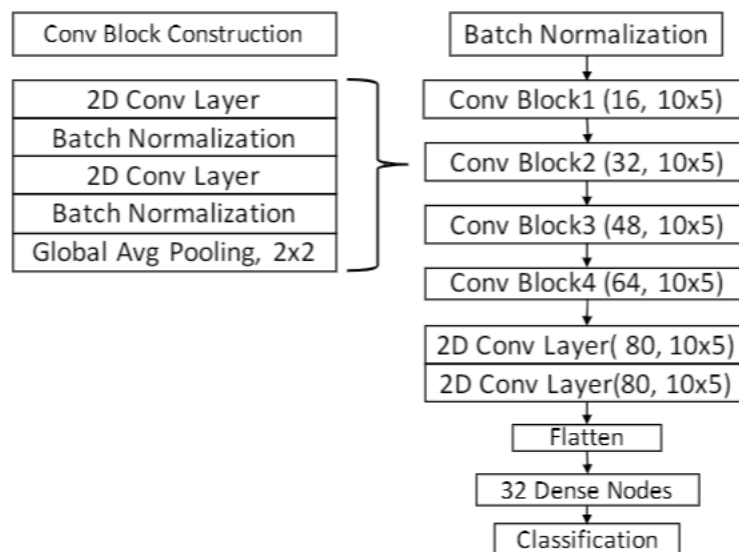 Conv Block Construction
2D Conv Layer
Batch Normalization
2D Conv Layer
Batch Normalization
Global Avg Pooling, 2x2
Batch Normalization
Conv Block1 (16, 10x5)
Conv Block2 (32, 10x5)
Conv Block3 (48, 10x5)
Conv Block4 (64, 10x5)
2D Conv Layer( 80, 10x5)
2D Conv Layer(80, 10x5)
Flatten
32 Dense Nodes
Classification